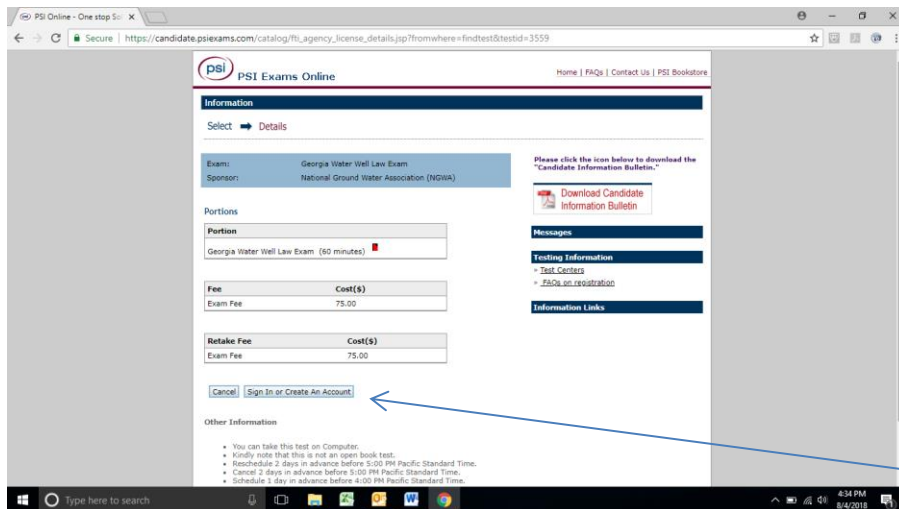 PSI Online - One stop Sol
Secure | https://candidate.psiexams.com/catalog/fti_agency_license_details.jsp?fromwhere=findtest&testid=3559
psi PSI Exams Online
Home | FAQs | Contact Us | PSI Bookstore
Information
Select Details
Exam: Georgia Water Well Law Exam
Sponsor: National Ground Water Association (NGWA)
Please click the icon below to download the
"Candidate Information Bulletin."
Download Candidate
Information Bulletin
Portions
Portion
Georgia Water Well Law Exam (60 minutes)
Messages
Testing Information
» Test Centers
» FAQs on registration
Information Links
Fee Cost($)
Exam Fee 75.00
Retake Fee Cost($)
Exam Fee 75.00
Cancel Sign In or Create An Account
Other Information
• You can take this test on Computer.
• Kindly note that this is not an open book test.
• Reschedule 2 days in advance before 5:00 PM Pacific Standard Time.
• Cancel 2 days in advance before 5:00 PM Pacific Standard Time.
• Schedule 1 day in advance before 4:00 PM Pacific Standard Time.
Type here to search
4:34 PM
8/4/2018